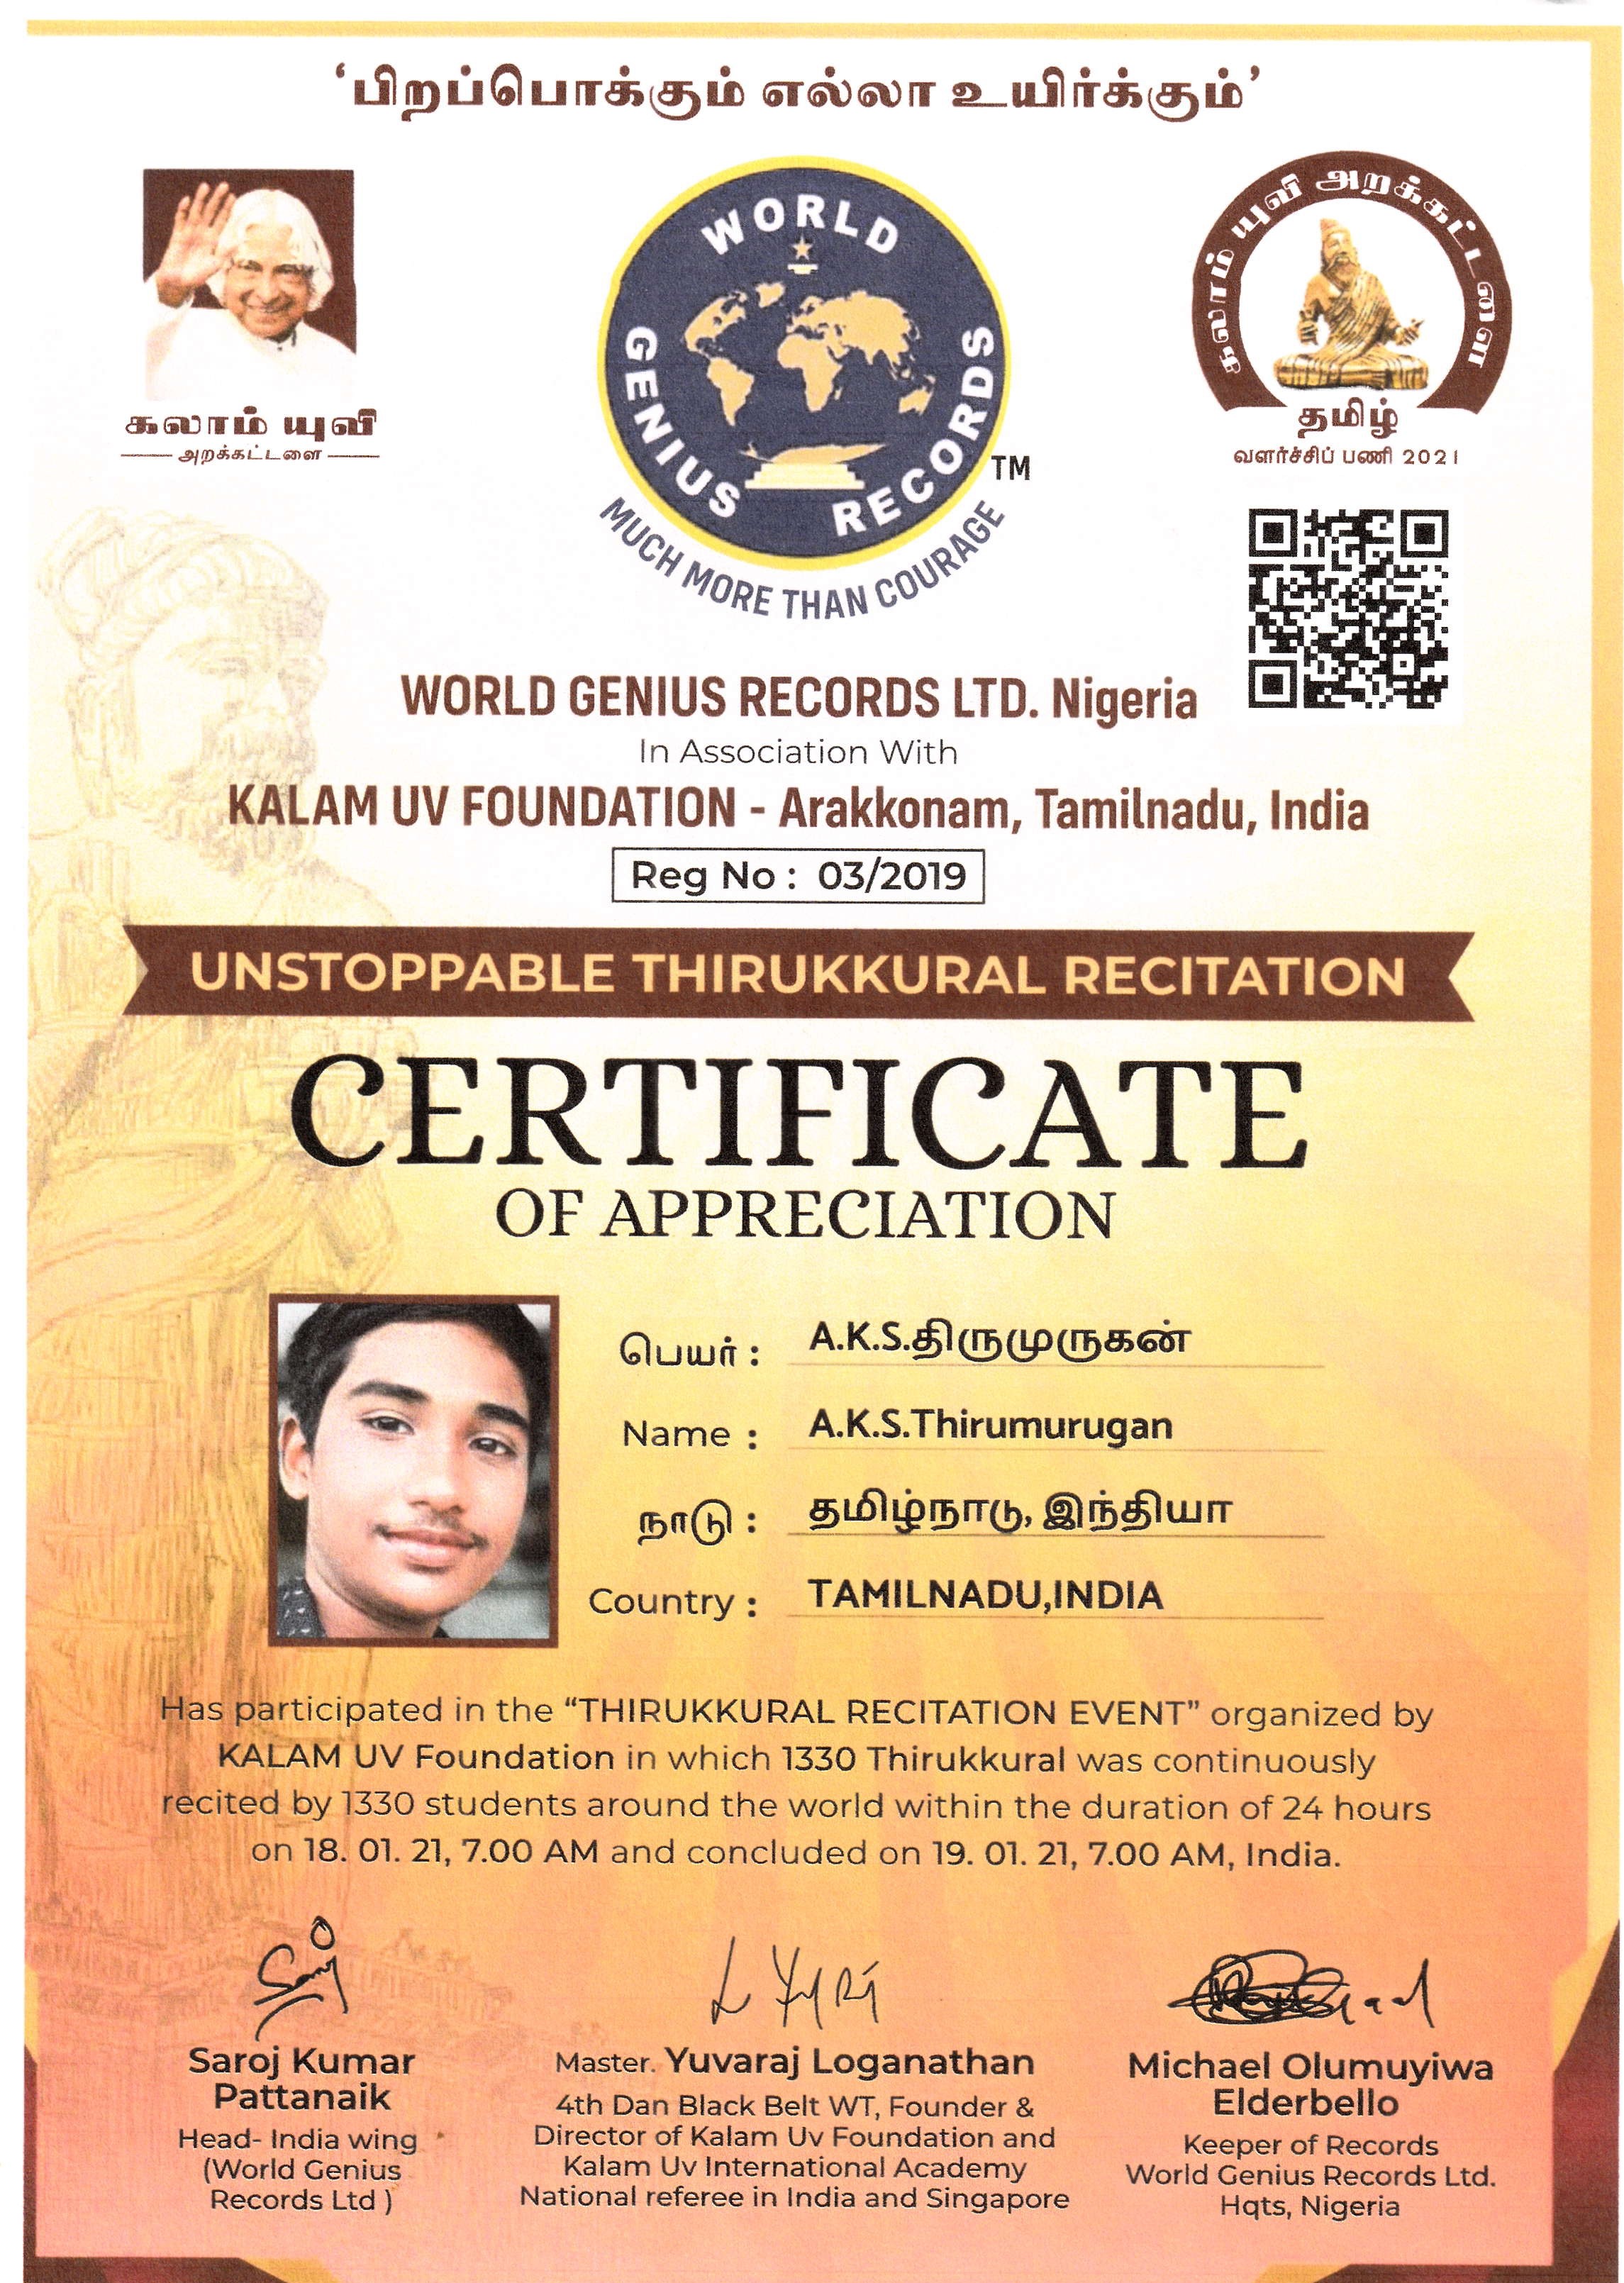 ‘பிறப்பொக்கும் எல்லா உயிர்க்கும்’
கலாம் யுவி
அறக்கட்டளை
WORLD
GENIUS RECORDS
TM
MUCH MORE THAN COURAGE
கலாம் யுவி அறக்கட்டளை
தமிழ்
வளர்ச்சிப் பணி 2021
WORLD GENIUS RECORDS LTD. Nigeria
In Association With
KALAM UV FOUNDATION - Arakkonam, Tamilnadu, India
Reg No : 03/2019
UNSTOPPABLE THIRUKKURAL RECITATION
CERTIFICATE
OF APPRECIATION
பெயர் : A.K.S.திருமுருகன்
Name : A.K.S.Thirumurugan
நாடு : தமிழ்நாடு, இந்தியா
Country : TAMILNADU,INDIA
Has participated in the “THIRUKKURAL RECITATION EVENT” organized by
KALAM UV Foundation in which 1330 Thirukkural was continuously
recited by 1330 students around the world within the duration of 24 hours
on 18. 01. 21, 7.00 AM and concluded on 19. 01. 21, 7.00 AM, India.
Saroj Kumar
Pattanaik
Head- India wing
(World Genius
Records Ltd )
Master. Yuvaraj Loganathan
4th Dan Black Belt WT, Founder &
Director of Kalam Uv Foundation and
Kalam Uv International Academy
National referee in India and Singapore
Michael Olumuyiwa
Elderbello
Keeper of Records
World Genius Records Ltd.
Hqts, Nigeria